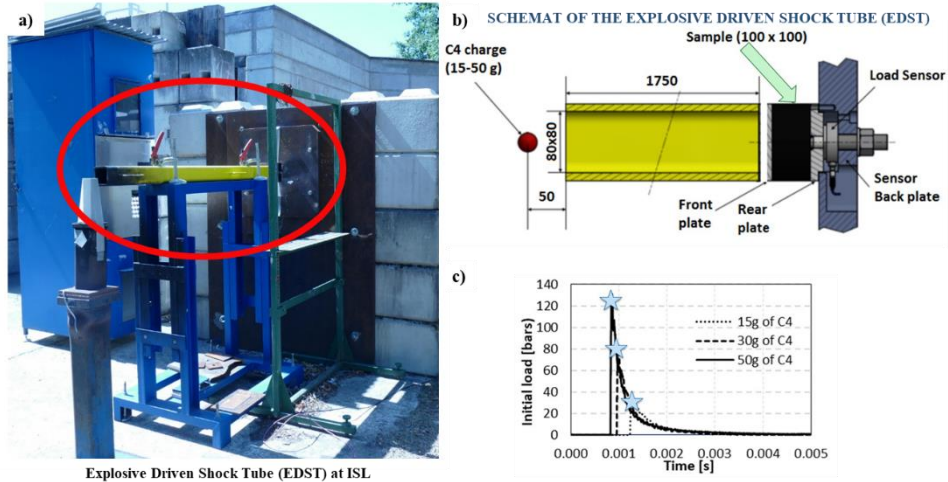 a)
Explosive Driven Shock Tube (EDST) at ISL
b)
SCHEMAT OF THE EXPLOSIVE DRIVEN SHOCK TUBE (EDST)
C4 charge
(15-50 g)
Sample (100 x 100)
1750
Load Sensor
80x80
50
Front
plate
Rear
plate
Sensor
Back plate
c)
Initial load [bars]
140
120
100
80
60
40
20
0
15g of C4
30g of C4
50g of C4
0.000
0.001
0.002
0.003
0.004
0.005
Time [s]